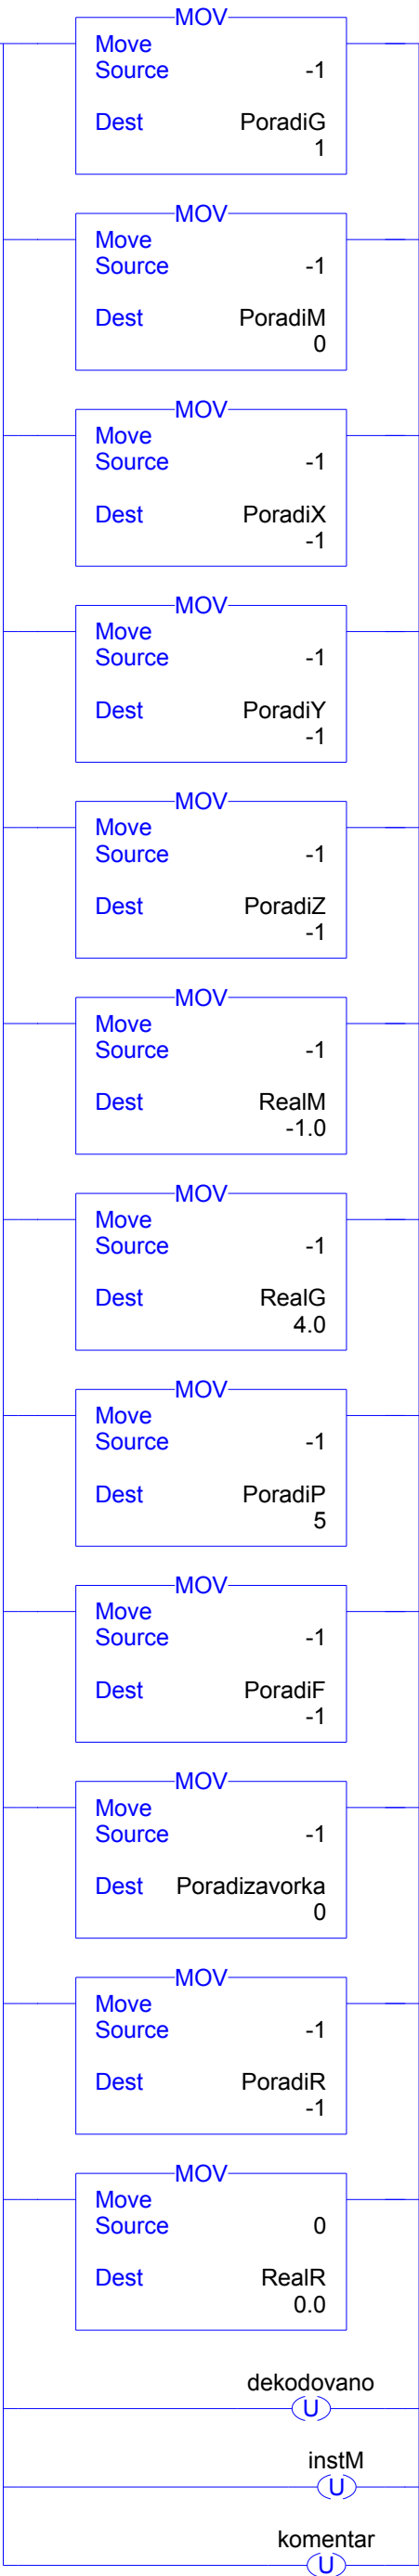 MOV
Move
Source -1
Dest PoradiG
1
MOV
Move
Source -1
Dest PoradiM
0
MOV
Move
Source -1
Dest PoradiX
-1
MOV
Move
Source -1
Dest PoradiY
-1
MOV
Move
Source -1
Dest PoradiZ
-1
MOV
Move
Source -1
Dest RealM
-1.0
MOV
Move
Source -1
Dest RealG
4.0
MOV
Move
Source -1
Dest PoradiP
5
MOV
Move
Source -1
Dest PoradiF
-1
MOV
Move
Source -1
Dest Poradizavorka
0
MOV
Move
Source -1
Dest PoradiR
-1
MOV
Move
Source 0
Dest RealR
0.0
dekodovano
U
instM
U
komentar
U